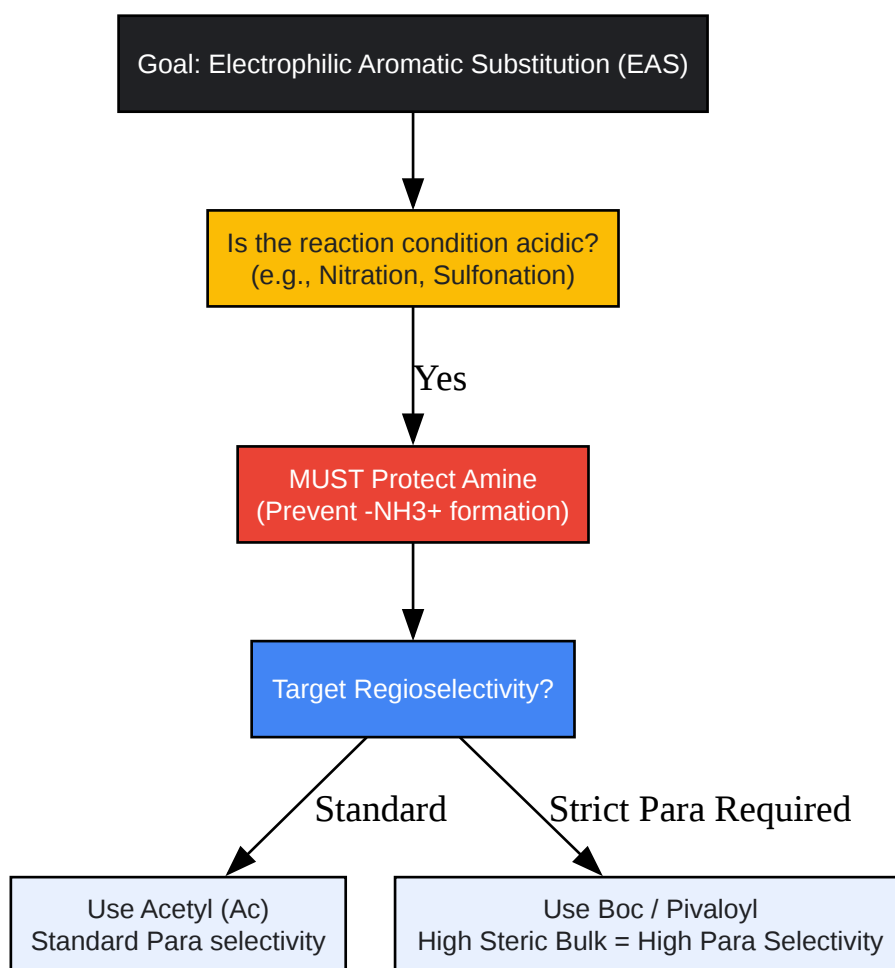 Goal: Electrophilic Aromatic Substitution (EAS)
Is the reaction condition acidic?
(e.g., Nitration, Sulfonation)
Yes
MUST Protect Amine
(Prevent -NH3+ formation)
Target Regioselectivity?
Standard
Strict Para Required
Use Acetyl (Ac)
Standard Para selectivity
Use Boc / Pivaloyl
High Steric Bulk = High Para Selectivity